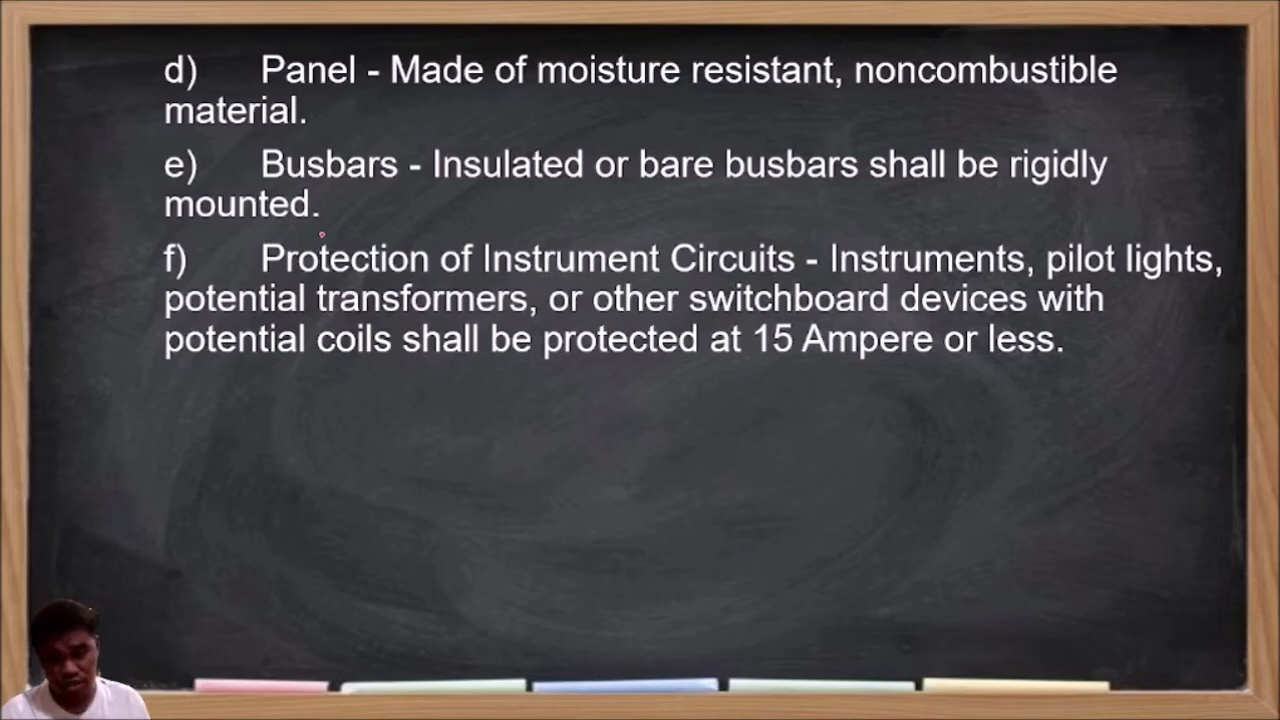 d) Panel - Made of moisture resistant, noncombustible
material.
e) Busbars - Insulated or bare busbars shall be rigidly
mounted.
f) Protection of Instrument Circuits - Instruments, pilot lights,
potential transformers, or other switchboard devices with
potential coils shall be protected at 15 Ampere or less.